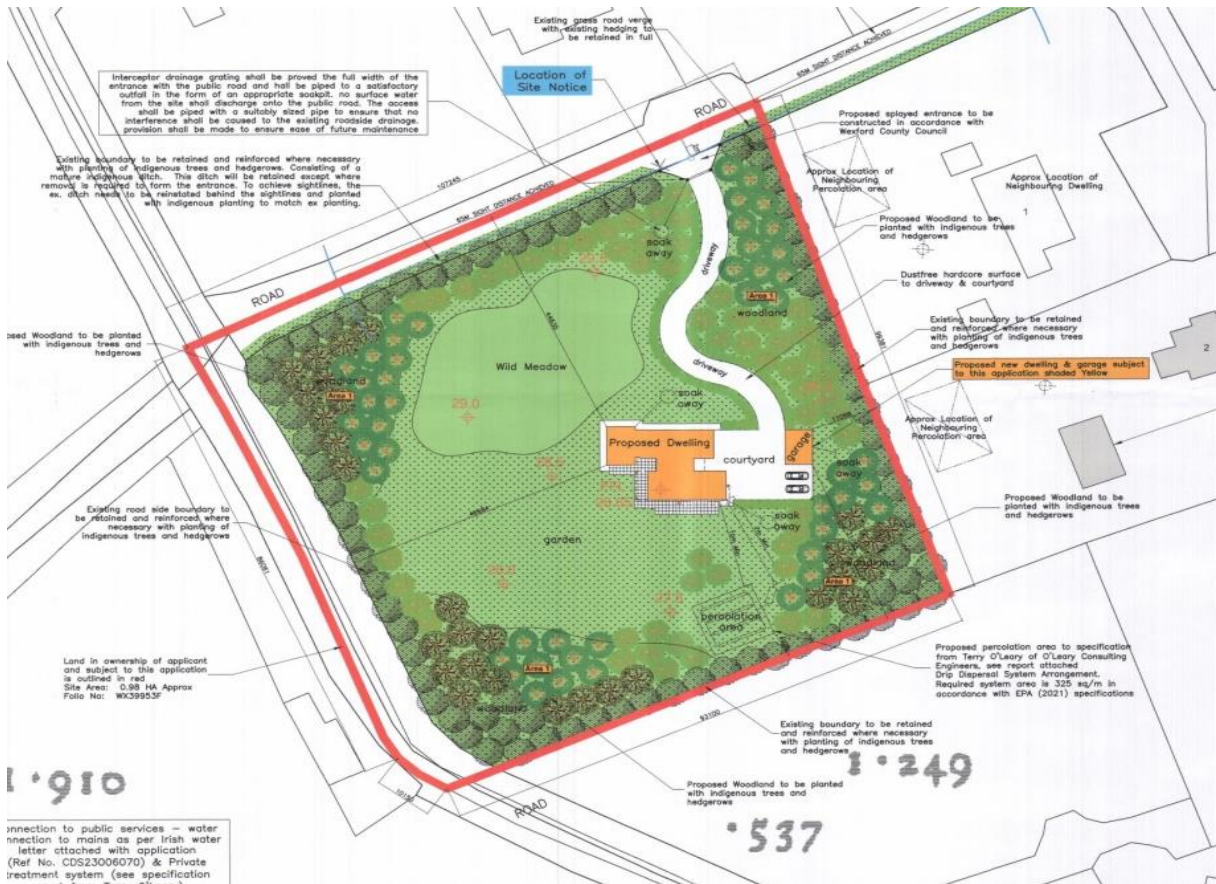 Existing grass road verge
with existing hedging to
be retained in full
65M SIGHT DISTANCE ACHIEVED
Location of
Site Notice
Interceptor drainage grating shall be proved the full width of the
entrance with the public road and hall be piped to a satisfactory
outfall in the form of an appropriate soakpit. no surface water
from the site shall discharge onto the public road. The access
shall be piped with a suitably sized pipe to ensure that no
interference shall be caused to the existing roadside drainage.
provision shall be made to ensure ease of future maintenance
ROAD
Proposed splayed entrance to be
constructed in accordance with
Wexford County Council
Existing boundary to be retained and reinforced where necessary
with planting of indigenous trees and hedgerows. Consisting of a
mature indigenous ditch. This ditch will be retained except where
removal is required to form the entrance. To achieve sightlines, the
ex. ditch needs to be reinstated behind the sightlines and planted
with indigenous planting to match ex planting.
107245
65M SIGHT DISTANCE ACHIEVED
Approx Location of
Neighbouring
Percolation area
Approx Location of
Neighbouring Dwelling
1
Proposed Woodland to be
planted with indigenous trees
and hedgerows
soak
away
driveway
Dustfree hardcore surface
to driveway & courtyard
Area 1
woodland
ROAD
Existing boundary to be retained
and reinforced where necessary
with planting of indigenous trees
and hedgerows
2
osed Woodland to be planted
with indigenous trees and
hedgerows
Wild Meadow
driveway
Proposed new dwelling & garage subject
to this application shaded Yellow
woodland
Area 1
29.0
soak
away
Approx Location of
Neighbouring
Percolation area
Proposed Dwelling
courtyard
garage
soak
away
Existing road side boundary to
be retained and reinforced where
necessary with planting of
indigenous trees and hedgerows
Proposed Woodland to be
planted with indigenous trees
and hedgerows
garden
soak
away
woodland
Area 1
percolation
area
Land in ownership of applicant
and subject to this application
is outlined in red
Site Area: 0.98 HA Approx
Folio No: WX39953F
Area 1
woodland
Proposed percolation area to specification
from Terry O'Leary of O'Leary Consulting
Engineers, see report attached
Drip Dispersal System Arrangement.
Required system area is 325 sq/m in
accordance with EPA (2021) specifications
93100
Existing boundary to be retained
and reinforced where necessary
with planting of indigenous trees
and hedgerows
1·249
·910
Proposed Woodland to be planted
with indigenous trees and
hedgerows
ROAD
·537
onnection to public services – water
nnection to mains as per Irish water
letter cttached with application
(Ref No. CDS23006070) & Private
treatment system (see specification